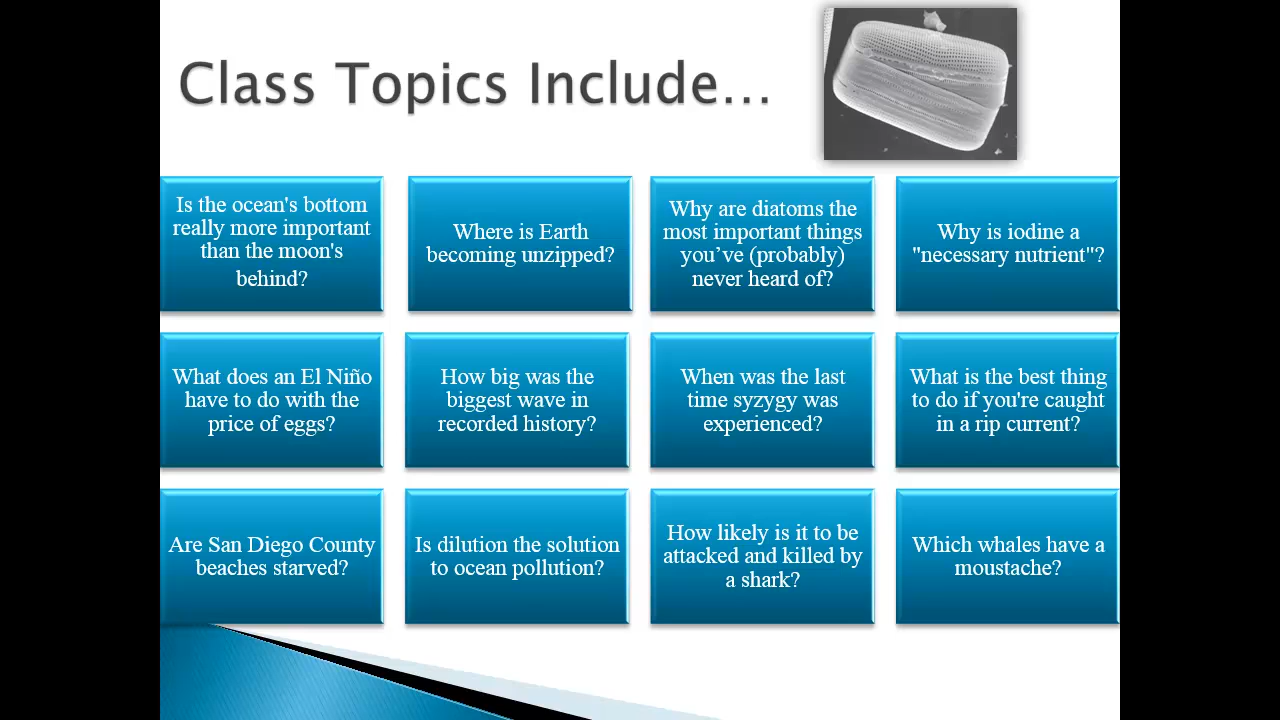 Class Topics Include…
Is the ocean's bottom
really more important
than the moon's
behind?
Where is Earth
becoming unzipped?
Why are diatoms the
most important things
you’ve (probably)
never heard of?
Why is iodine a
"necessary nutrient"?
What does an El Niño
have to do with the
price of eggs?
How big was the
biggest wave in
recorded history?
When was the last
time syzygy was
experienced?
What is the best thing
to do if you're caught
in a rip current?
Are San Diego County
beaches starved?
Is dilution the solution
to ocean pollution?
How likely is it to be
attacked and killed by
a shark?
Which whales have a
moustache?